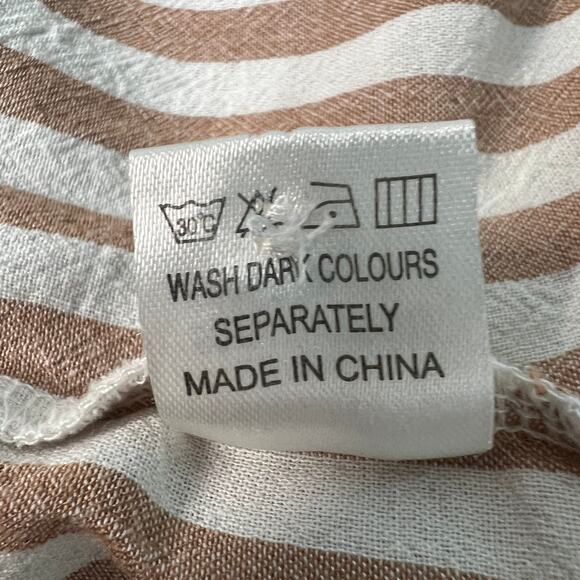 30°C
WASH DARK COLOURS
SEPARATELY
MADE IN CHINA